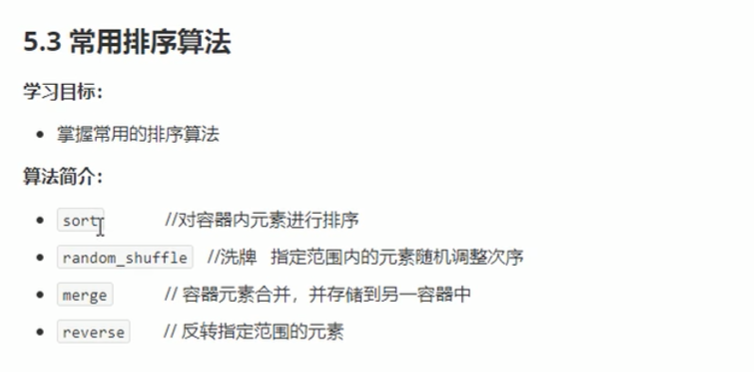 5.3 常用排序算法
学习目标：
掌握常用的排序算法
算法简介：
sort //对容器内元素进行排序
random_shuffle //洗牌 指定范围内的元素随机调整次序
merge // 容器元素合并，并存储到另一容器中
reverse // 反转指定范围的元素